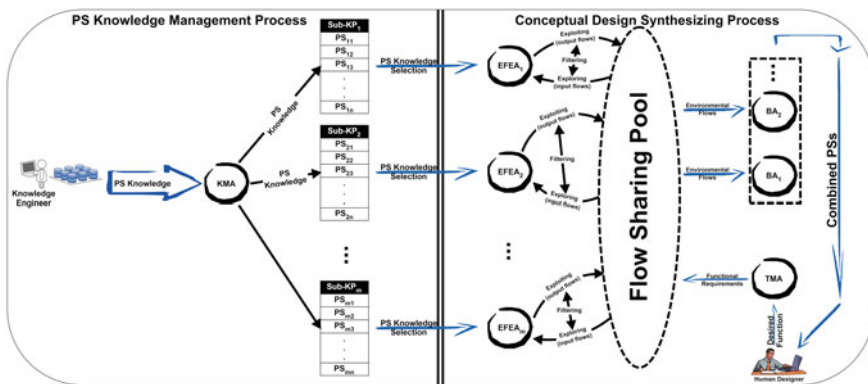 PS Knowledge Management Process
Conceptual Design Synthesizing Process
Knowledge
Engineer
PS Knowledge
KMA
PS
Knowledge
PS
Knowledge
Sub-KP1
PS11
PS12
PS13
.
.
.
PS1n
Sub-KP2
PS21
PS22
PS23
.
.
.
PS2n
...
Sub-KPm
PSm1
PSm2
PSm3
.
.
.
PSmn
PS Knowledge
Selection
PS Knowledge
Selection
PS Knowledge
Selection
EFEA1
Exploiting
(output flows)
Filtering
Exploring
(input flows)
EFEA2
Exploiting
(output flows)
Filtering
Exploring
(input flows)
...
EFEAm
Exploiting
(output flows)
Filtering
Exploring
(input flows)
Flow Sharing Pool
Environmental
Flows
Environmental
Flows
Functional
Requirements
...
BA2
BA1
TMA
Desired
Function
Human Designer
Combined PSs